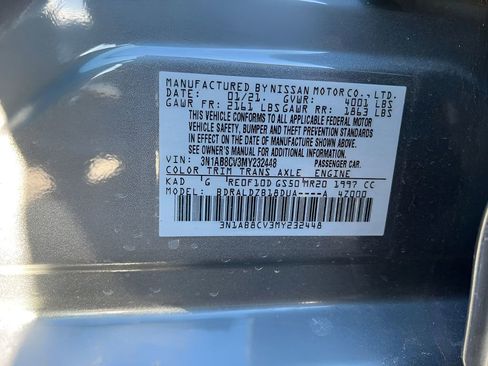 MANUFACTURED BY NISSAN MOTOR CO., LTD.
DATE: 01/21. GVWR: 4001 LBS
GAWR FR: 2161 LBS GAWR RR: 1863 LBS
THIS VEHICLE CONFORMS TO ALL APPLICABLE FEDERAL MOTOR
VEHICLE SAFETY, BUMPER AND THEFT PREVENTION STANDARDS
IN EFFECT ON THE DATE OF MANUFACTURE SHOWN ABOVE.
SEE OWNER'S MANUAL FOR ADDITIONAL INFORMATION.
VIN: 3N1AB8CV3MY232448 PASSENGER CAR.
COLOR TRIM TRANS AXLE ENGINE
KAD G RE0F10D GS50 MR20 1997 CC
MODEL: BDRALDZB18DUA----A 47000
3N1AB8CV3MY232448